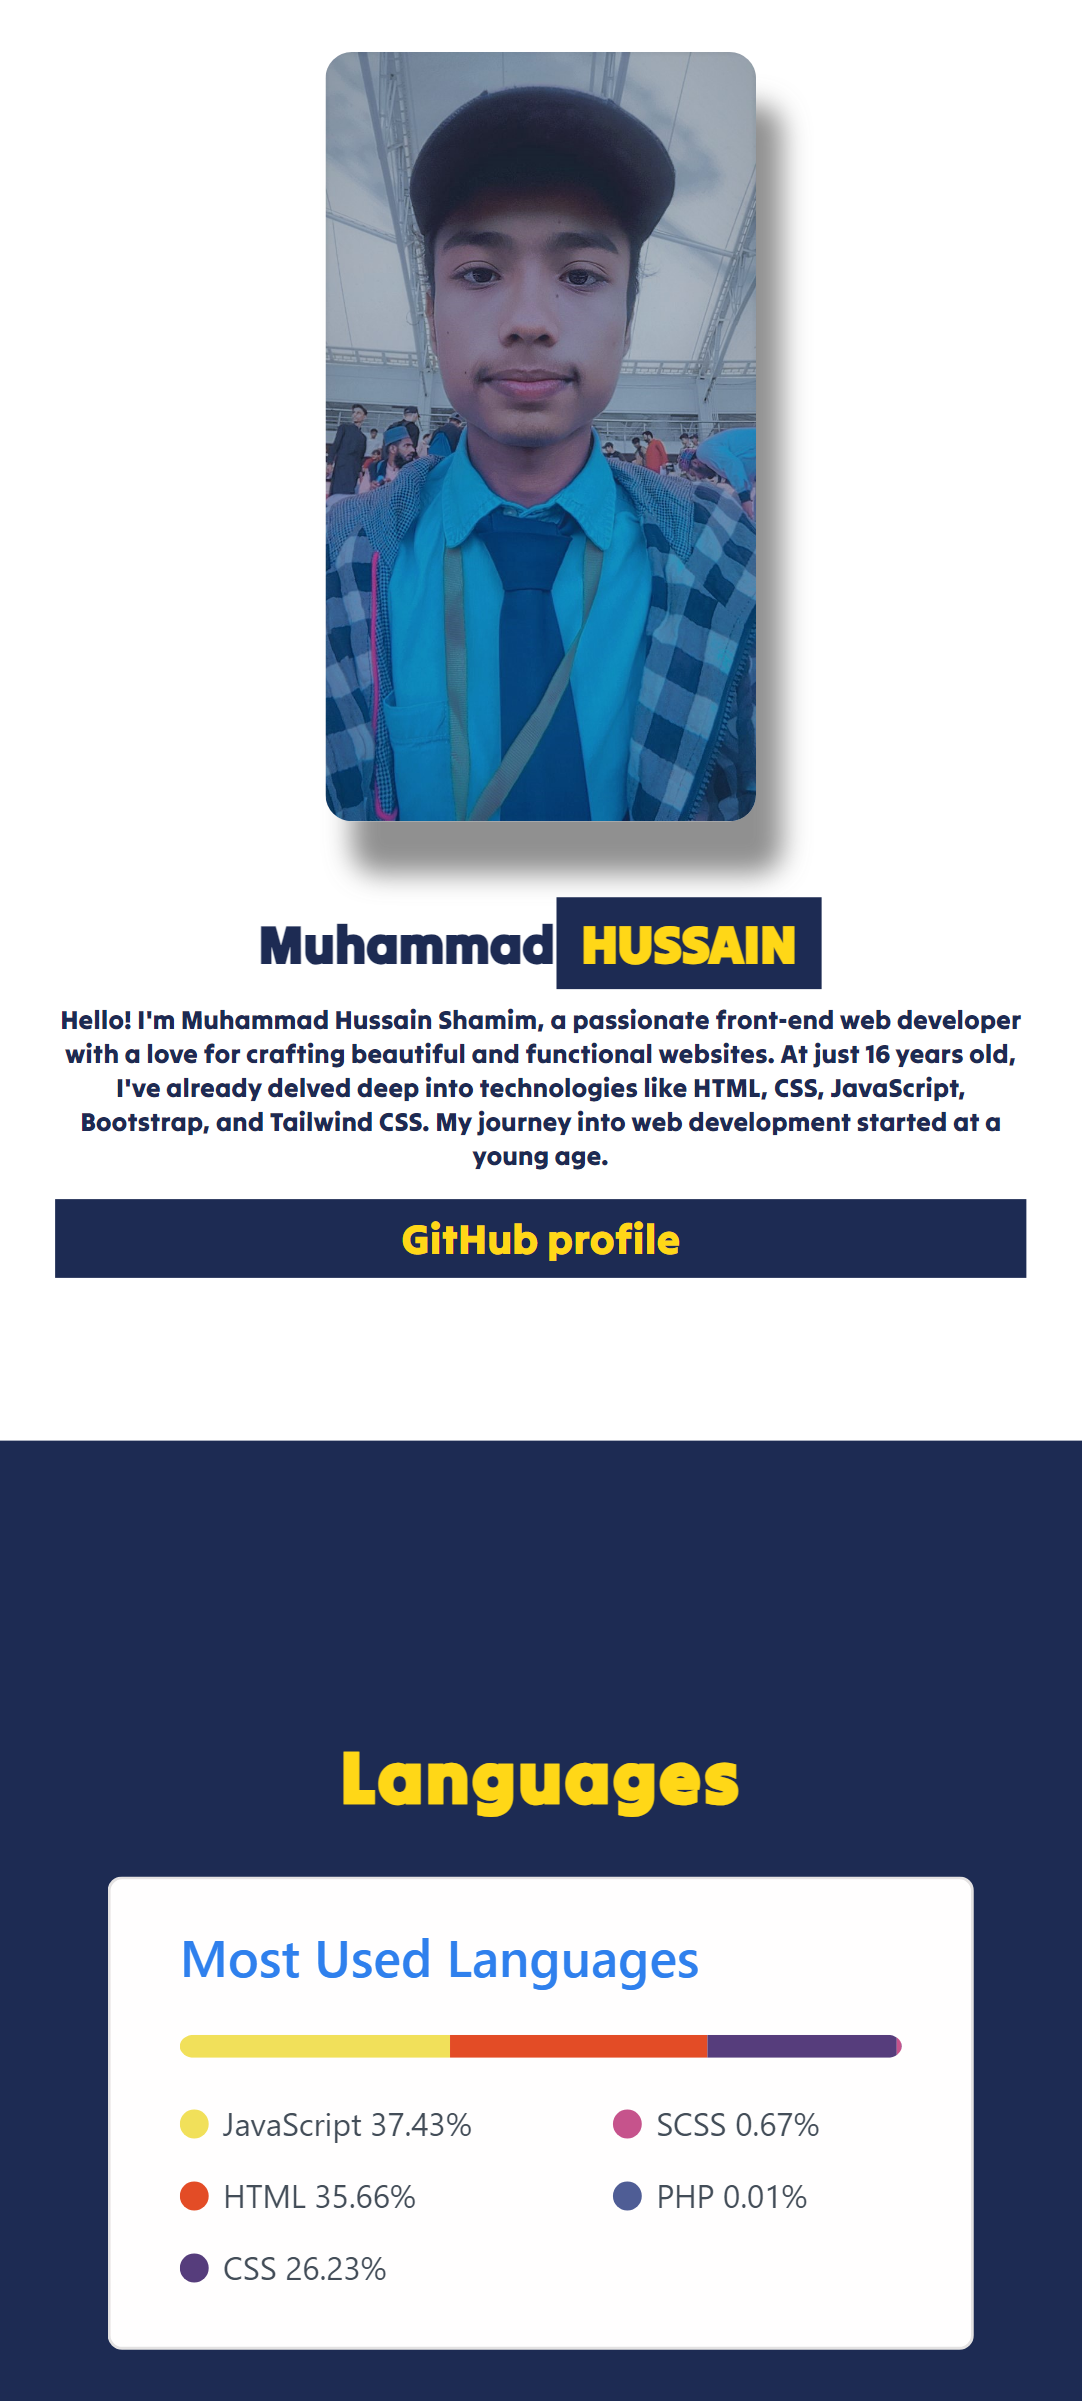 Muhammad HUSSAIN
Hello! I'm Muhammad Hussain Shamim, a passionate front-end web developer
with a love for crafting beautiful and functional websites. At just 16 years old,
I've already delved deep into technologies like HTML, CSS, JavaScript,
Bootstrap, and Tailwind CSS. My journey into web development started at a
young age.
GitHub profile
Languages
Most Used Languages
JavaScript 37.43%
HTML 35.66%
CSS 26.23%
SCSS 0.67%
PHP 0.01%